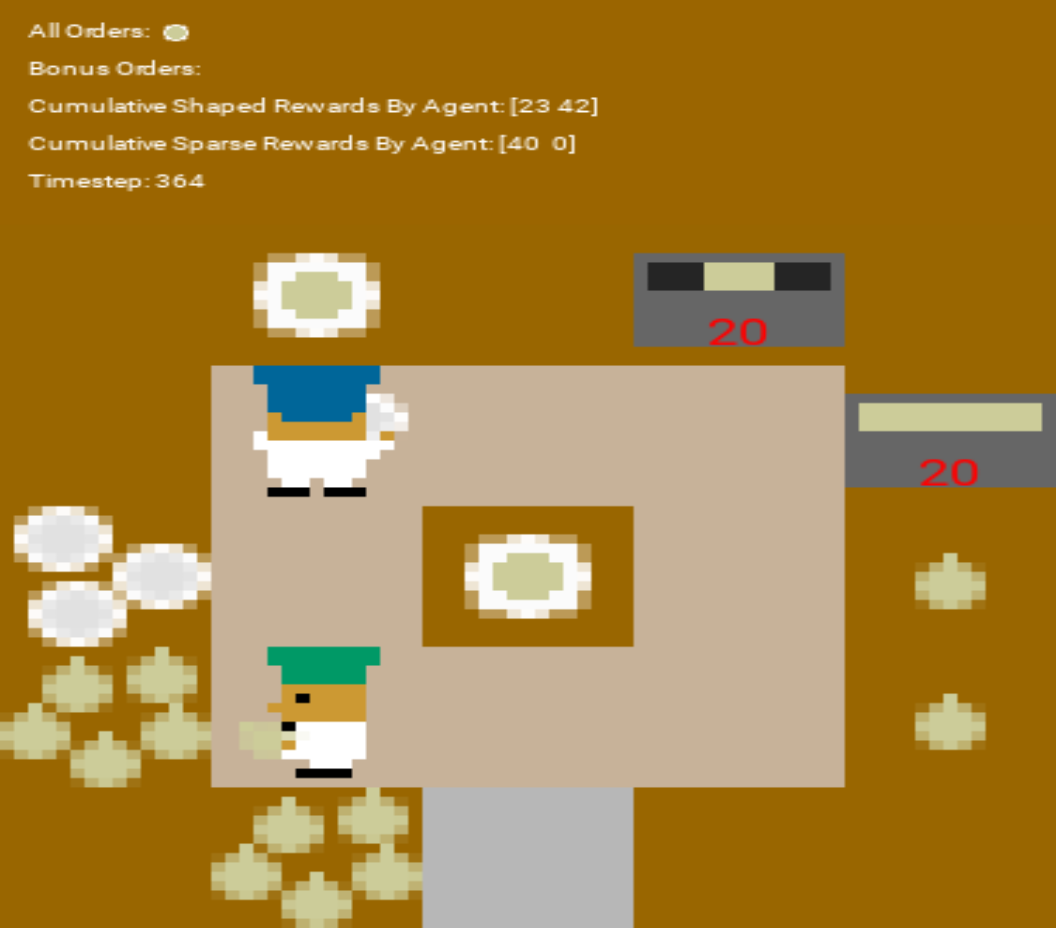 All Orders:
Bonus Orders:
Cumulative Shaped Rewards By Agent: [23 42]
Cumulative Sparse Rewards By Agent: [40  0]
Timestep: 364
20
20